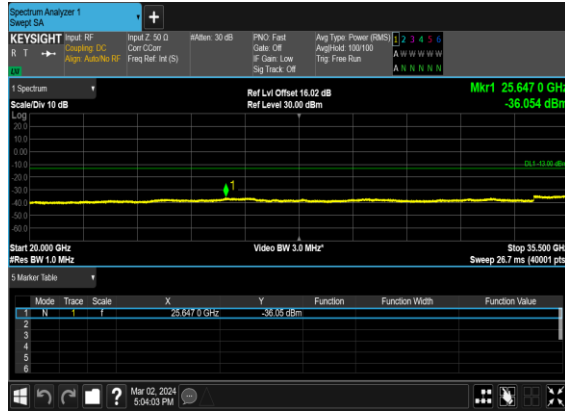 Spectrum Analyzer 1
Swept SA
+
KEYSIGHT Input: RF Input Z: 50 Ω #Atten: 30 dB PNO: Fast Avg Type: Power (RMS) 1 2 3 4 5 6
R T Coupling: DC Corr CCorr Gate: Off Avg|Hold: 100/100 A W W W W W
Align: Auto/No RF Freq Ref: Int (S) IF Gain: Low Trig: Free Run
Sig Track: Off A N N N N N
1 Spectrum Ref Lvl Offset 16.02 dB Mkr1 25.647 0 GHz
Scale/Div 10 dB Ref Level 30.00 dBm -36.054 dBm
Log
20.0
10.0
0.00
-10.0 DL1 -13.00 dBm
-20.0
-30.0 1
-40.0
-50.0
-60.0
Start 20.000 GHz Video BW 3.0 MHz* Stop 35.500 GHz
#Res BW 1.0 MHz Sweep 26.7 ms (40001 pts)
5 Marker Table
Mode Trace Scale X Y Function Function Width Function Value
1 N 1 f 25.647 0 GHz -36.05 dBm
2
3
4
5
6
? Mar 02, 2024
5:04:03 PM